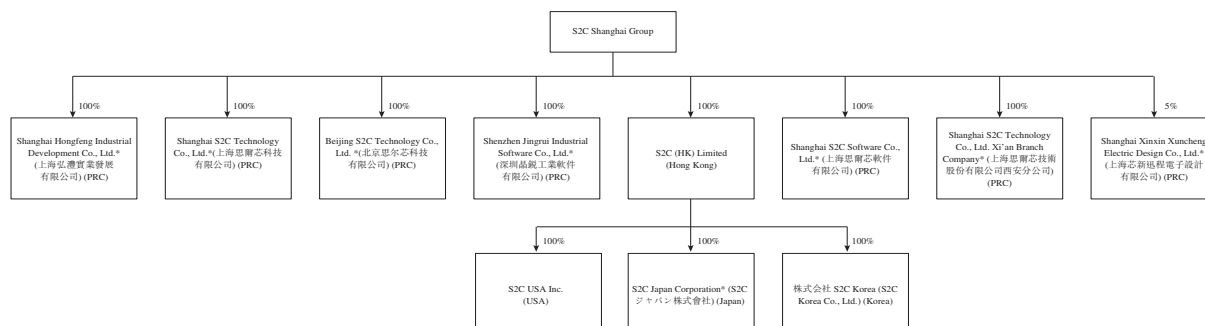 S2C Shanghai Group
100%
100%
100%
100%
100%
100%
100%
5%
Shanghai Hongfeng Industrial
Development Co., Ltd.*
(上海弘灃實業發展
有限公司) (PRC)
Shanghai S2C Technology
Co., Ltd.*(上海思爾芯科技
有限公司) (PRC)
Beijing S2C Technology Co.,
Ltd. *(北京思尔芯科技
有限公司) (PRC)
Shenzhen Jingrui Industrial
Software Co., Ltd.*
(深圳晶銳工業軟件
有限公司) (PRC)
S2C (HK) Limited
(Hong Kong)
Shanghai S2C Software Co.,
Ltd.* (上海思爾芯軟件
有限公司) (PRC)
Shanghai S2C Technology
Co., Ltd. Xi'an Branch
Company* (上海思爾芯技術
股份有限公司西安分公司)
(PRC)
Shanghai Xinxin Xuncheng
Electric Design Co., Ltd.*
(上海芯新迅程電子設計
有限公司) (PRC)
100%
100%
100%
S2C USA Inc.
(USA)
S2C Japan Corporation* (S2C
ジャパン株式會社) (Japan)
株式会社 S2C Korea (S2C
Korea Co., Ltd.) (Korea)